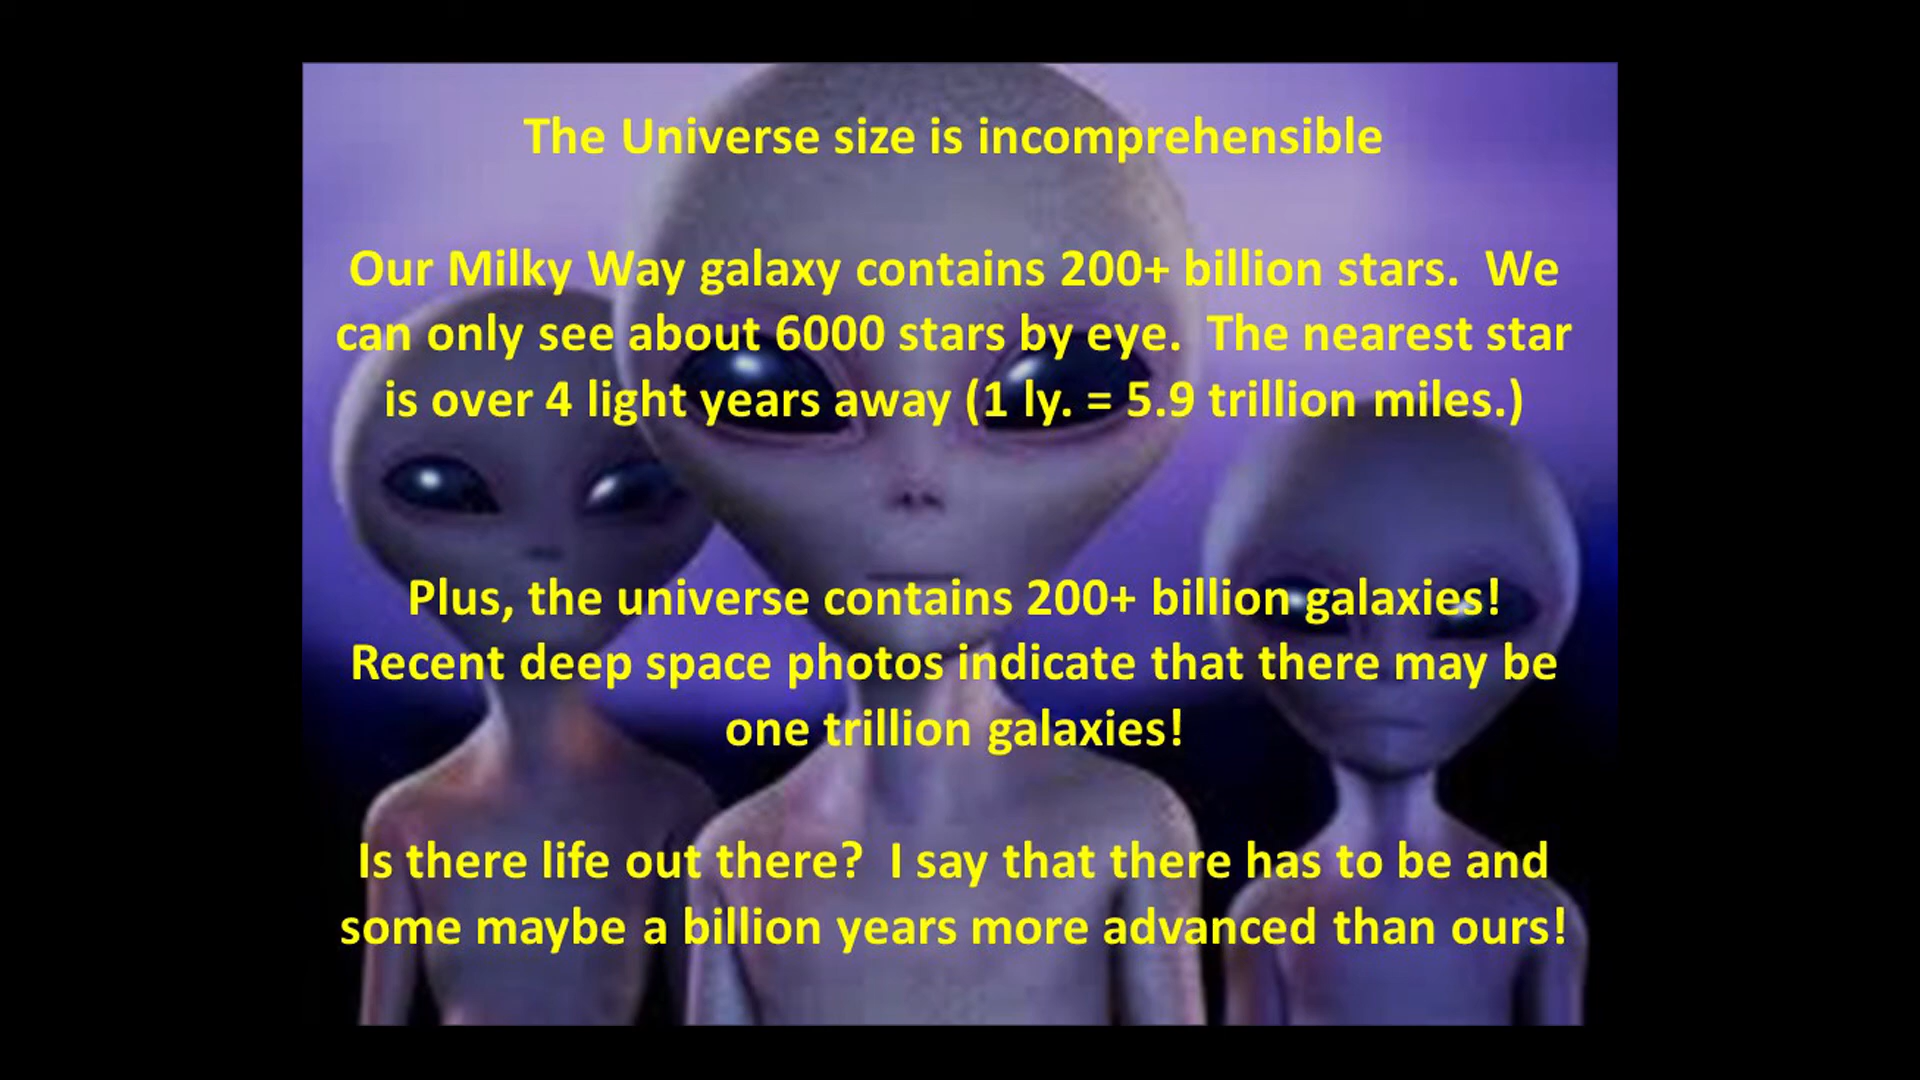 The Universe size is incomprehensible
Our Milky Way galaxy contains 200+ billion stars.  We
can only see about 6000 stars by eye.  The nearest star
is over 4 light years away (1 ly. = 5.9 trillion miles.)
Plus, the universe contains 200+ billion galaxies!
Recent deep space photos indicate that there may be
one trillion galaxies!
Is there life out there?  I say that there has to be and
some maybe a billion years more advanced than ours!